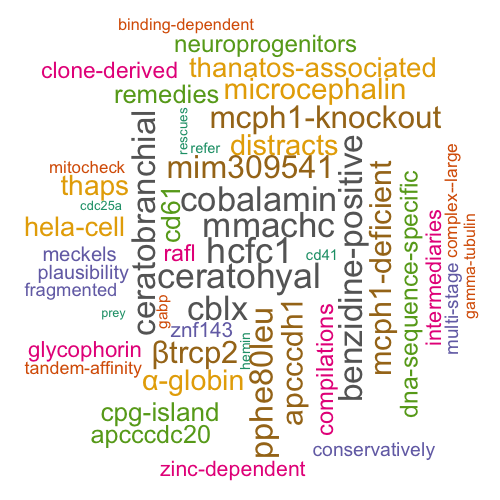 binding-dependent
neuroprogenitors
clone-derived
thanatos-associated
remedies
microcephalin
rescues
mcph1-knockout
refer
distracts
ceratobranchial
mitocheck
mim309541
thaps
cd61
cobalamin
cdc25a
benzidine-positive
mcph1-deficient
dna-sequence-specific
complex–large
hela-cell
mmachc
intermediaries
multi-stage
gamma-tubulin
meckels
rafl
hcfc1
cd41
plausibility
ceratohyal
fragmented
gabp
cblx
prey
znf143
pphe80leu
apcccdh1
compilations
glycophorin
βtrcp2
hemin
tandem-affinity
α-globin
cpg-island
apcccdc20
conservatively
zinc-dependent